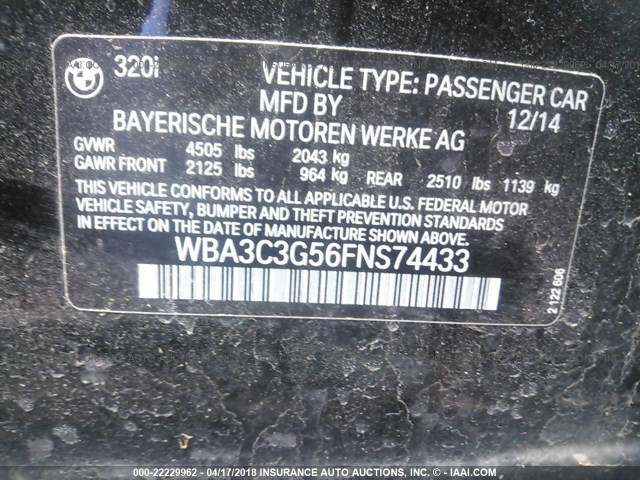 320i VEHICLE TYPE: PASSENGER CAR
MFD BY 12/14
BAYERISCHE MOTOREN WERKE AG
GVWR 4505 lbs 2043 kg
GAWR FRONT 2125 lbs 964 kg REAR 2510 lbs 1139 kg
THIS VEHICLE CONFORMS TO ALL APPLICABLE U.S. FEDERAL MOTOR
VEHICLE SAFETY, BUMPER AND THEFT PREVENTION STANDARDS
IN EFFECT ON THE DATE OF MANUFACTURE SHOWN ABOVE.
WBA3C3G56FNS74433
2 122 606
000-22229962 - 04/17/2018 - INSURANCE AUTO AUCTIONS, CORP. - IAAI.COM